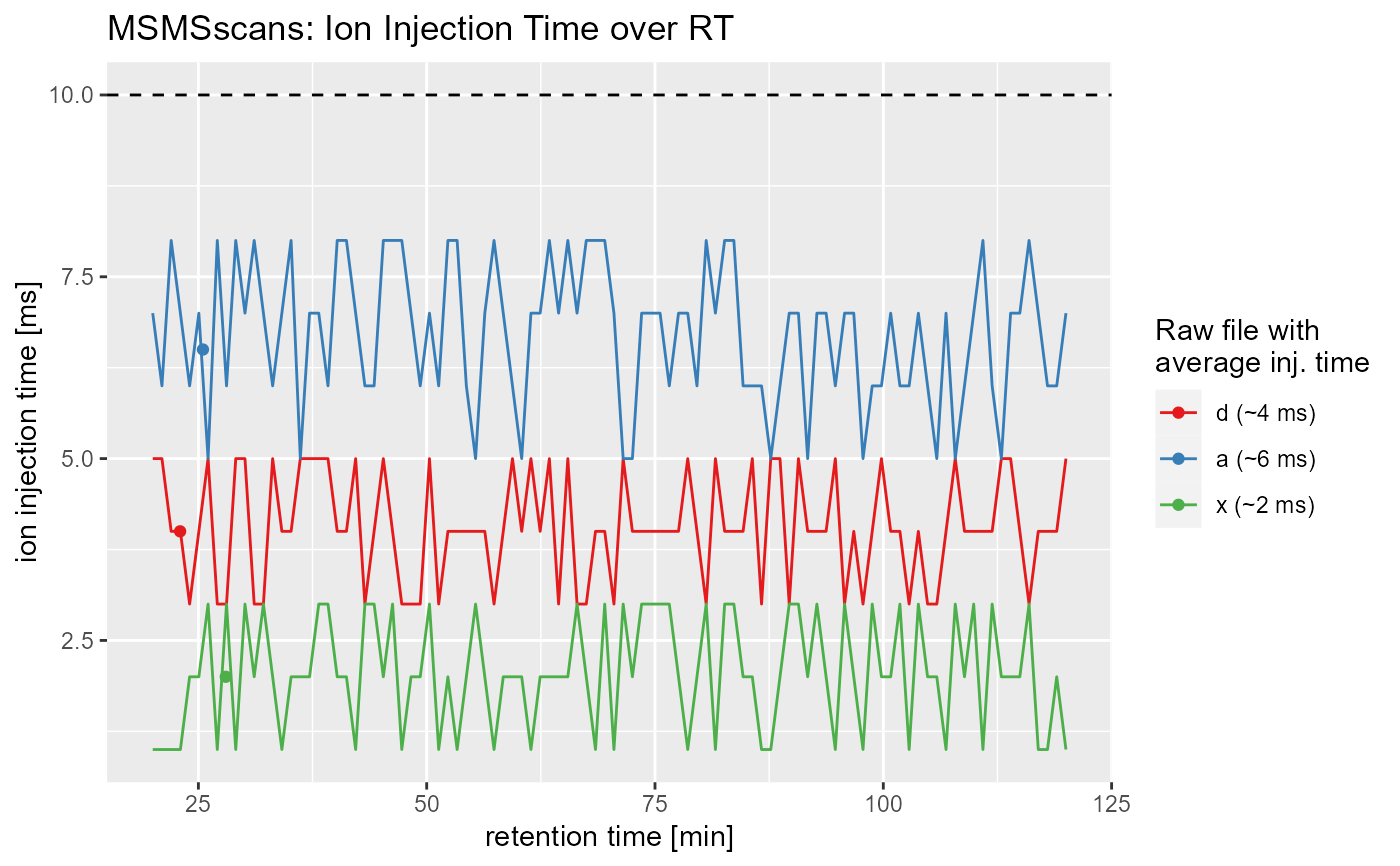 MSMSscans: Ion Injection Time over RT
10.0
7.5
5.0
2.5
ion injection time [ms]
25
50
75
100
125
retention time [min]
Raw file with
average inj. time
d (~4 ms)
a (~6 ms)
x (~2 ms)